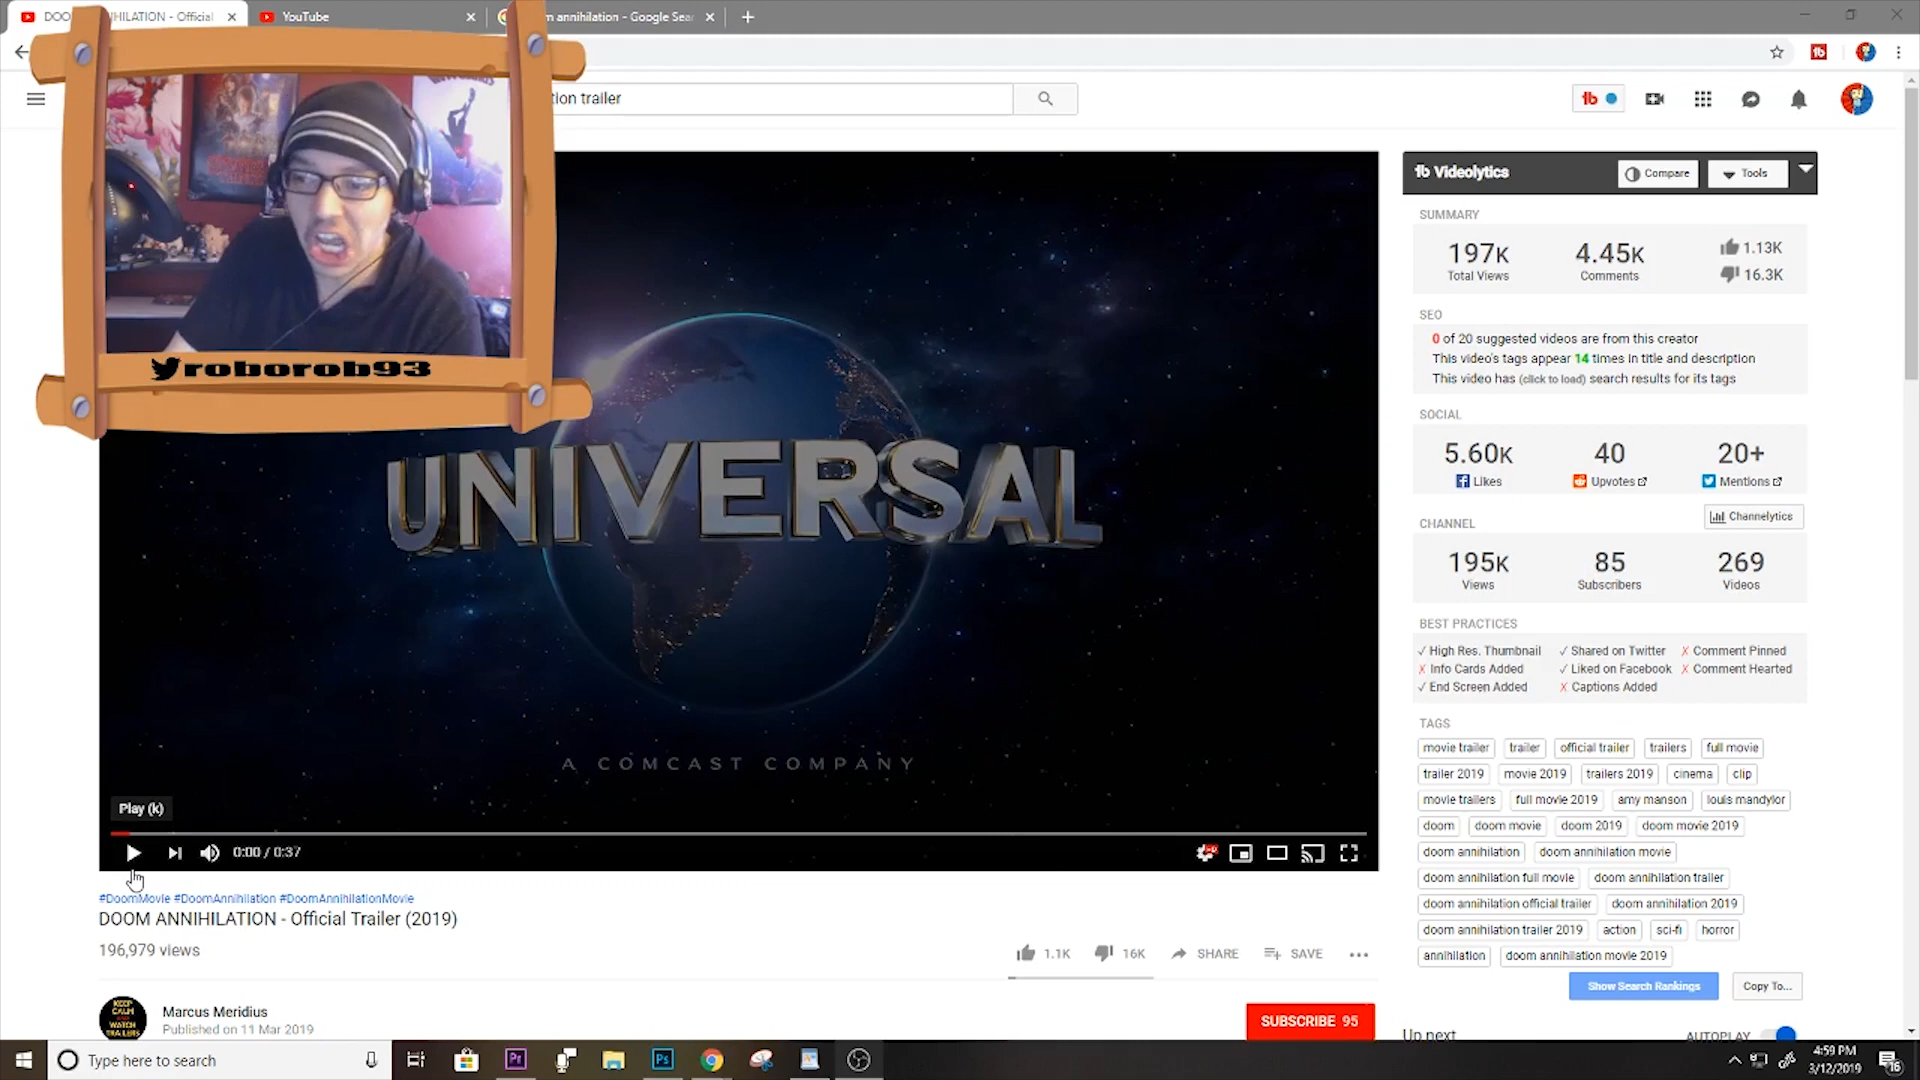 ANNIHILATION - Official
YouTube
annihilation - Google Sear
tion trailer
roborob93
UNIVERSAL
A COMCAST COMPANY
Play (k)
0:00 / 0:37
#DoomMovie #DoomAnnihilation #DoomAnnihilationMovie
DOOM ANNIHILATION - Official Trailer (2019)
196,979 views
1.1K
16K
SHARE
SAVE
KEEP
CALM
AND
WATCH
TRAILERS
Marcus Meridius
Published on 11 Mar 2019
SUBSCRIBE 95
Videolytics
Compare
Tools
SUMMARY
197K
Total Views
4.45K
Comments
1.13K
16.3K
SEO
0 of 20 suggested videos are from this creator
This video's tags appear 14 times in title and description
This video has (click to load) search results for its tags
SOCIAL
5.60K
Likes
40
Upvotes
20+
Mentions
CHANNEL
Channelytics
195K
Views
85
Subscribers
269
Videos
BEST PRACTICES
✓ High Res. Thumbnail ✓ Shared on Twitter ✗ Comment Pinned
✗ Info Cards Added ✓ Liked on Facebook ✗ Comment Hearted
✓ End Screen Added ✗ Captions Added
TAGS
movie trailer trailer official trailer trailers full movie
trailer 2019 movie 2019 trailers 2019 cinema clip
movie trailers full movie 2019 amy manson louis mandylor
doom doom movie doom 2019 doom movie 2019
doom annihilation doom annihilation movie
doom annihilation full movie doom annihilation trailer
doom annihilation official trailer doom annihilation 2019
doom annihilation trailer 2019 action sci-fi horror
annihilation doom annihilation movie 2019
Show Search Rankings
Copy To...
Up next
AUTOPLAY
Type here to search
Pr
Ps
4:59 PM
3/12/2019
16